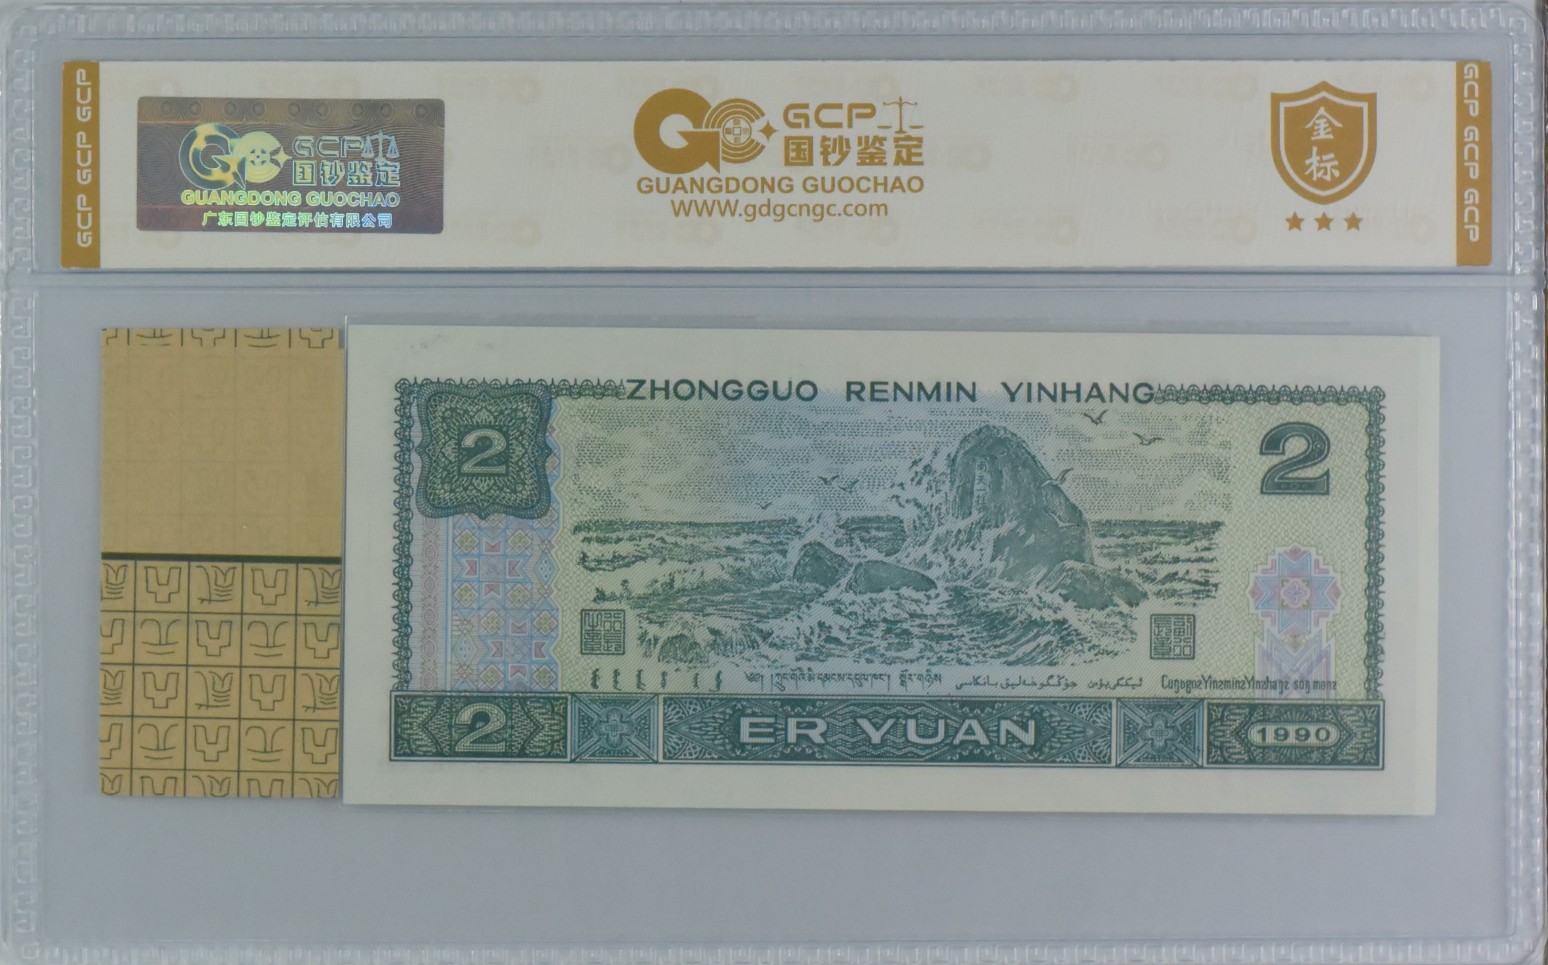 GCP GCP GCP
GCP
国钞鉴定
GUANGDONG GUOCHAO
广东国钞鉴定评估有限公司
GCP
国钞鉴定
GUANGDONG GUOCHAO
WWW.gdgcngc.com
金
标
GCP GCP GCP
ZHONGGUO RENMIN YINHANG
2
2
2
ER YUAN
1990